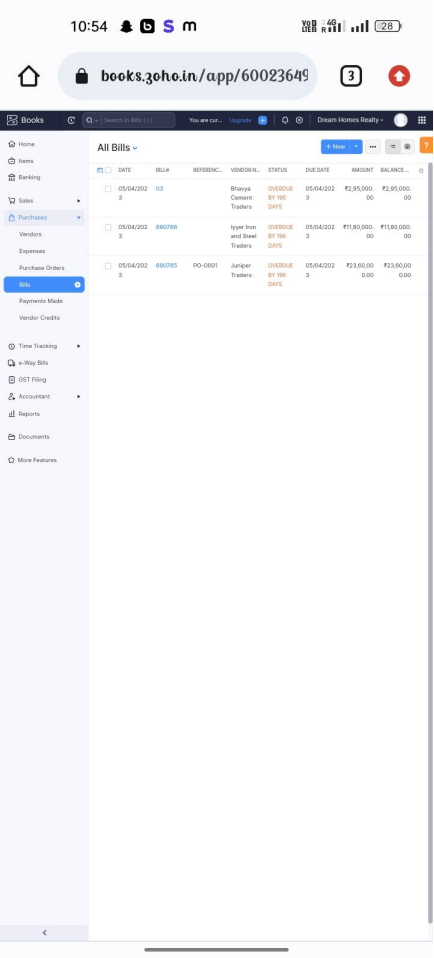 10:54
VoD LTE 4G R 28
books.zoho.in/app/60023649
3
Books
Search in Bills ( / )
You are cur...
Upgrade
Dream Homes Realty
Home
Items
Banking
Sales
Purchases
Vendors
Expenses
Purchase Orders
Bills
Payments Made
Vendor Credits
Time Tracking
e-Way Bills
GST Filing
Accountant
Reports
Documents
More Features
All Bills
+ New
?
DATE BILL# REFERENC... VENDOR N... STATUS DUE DATE AMOUNT BALANCE ...
05/04/202 03 Bhavya OVERDUE 05/04/202 ₹2,95,000. ₹2,95,000.
3 Cement BY 196 3 00 00
Traders DAYS
05/04/202 890786 Iyyer Iron OVERDUE 05/04/202 ₹11,80,000. ₹11,80,000.
3 and Steel BY 196 3 00 00
Traders DAYS
05/04/202 890765 PO-0001 Juniper OVERDUE 05/04/202 ₹23,60,00 ₹23,60,00
3 Traders BY 196 3 0.00 0.00
DAYS